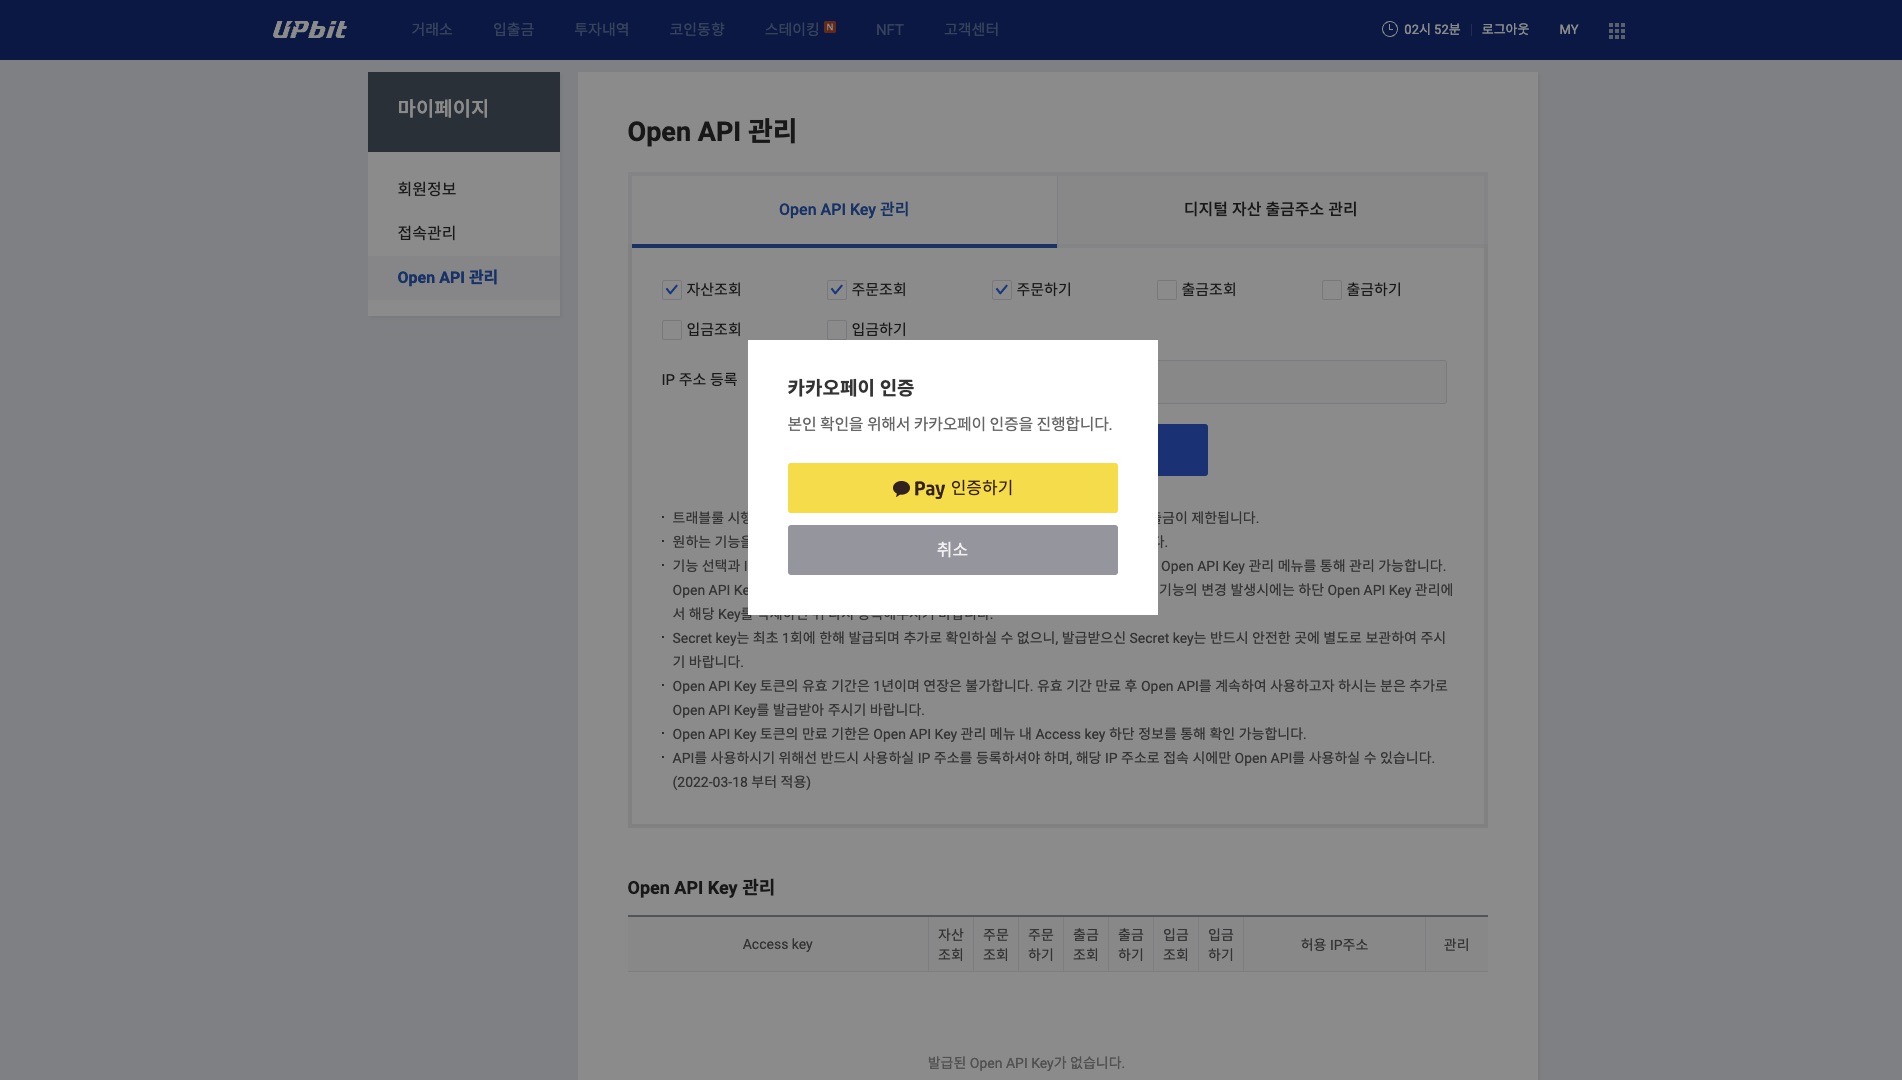 UPbit 거래소 입출금 투자내역 코인동향 스테이킹 N NFT 고객센터 02시 52분 로그아웃 MY
마이페이지
회원정보
접속관리
Open API 관리
Open API 관리
Open API Key 관리 디지털 자산 출금주소 관리
자산조회 주문조회 주문하기 출금조회 출금하기
입금조회 입금하기
IP 주소 등록
카카오페이 인증
본인 확인을 위해서 카카오페이 인증을 진행합니다.
Pay 인증하기
취소
· 트래블룰 시행 출금이 제한됩니다.
· 원하는 기능을
· 기능 선택과 Open API Key 관리 메뉴를 통해 관리 가능합니다.
Open API 기능의 변경 발생시에는 하단 Open API Key 관리에
서 해당 Key를
· Secret key는 최초 1회에 한해 발급되며 추가로 확인하실 수 없으니, 발급받으신 Secret key는 반드시 안전한 곳에 별도로 보관하여 주시
기 바랍니다.
· Open API Key 토큰의 유효 기간은 1년이며 연장은 불가합니다. 유효 기간 만료 후 Open API를 계속하여 사용하고자 하시는 분은 추가로
Open API Key를 발급받아 주시기 바랍니다.
· Open API Key 토큰의 만료 기한은 Open API Key 관리 메뉴 내 Access key 하단 정보를 통해 확인 가능합니다.
· API를 사용하시기 위해선 반드시 사용하실 IP 주소를 등록하셔야 하며, 해당 IP 주소로 접속 시에만 Open API를 사용하실 수 있습니다.
(2022-03-18 부터 적용)
Open API Key 관리
Access key 자산 조회 주문 조회 주문 하기 출금 조회 출금 하기 입금 조회 입금 하기 허용 IP주소 관리
발급된 Open API Key가 없습니다.